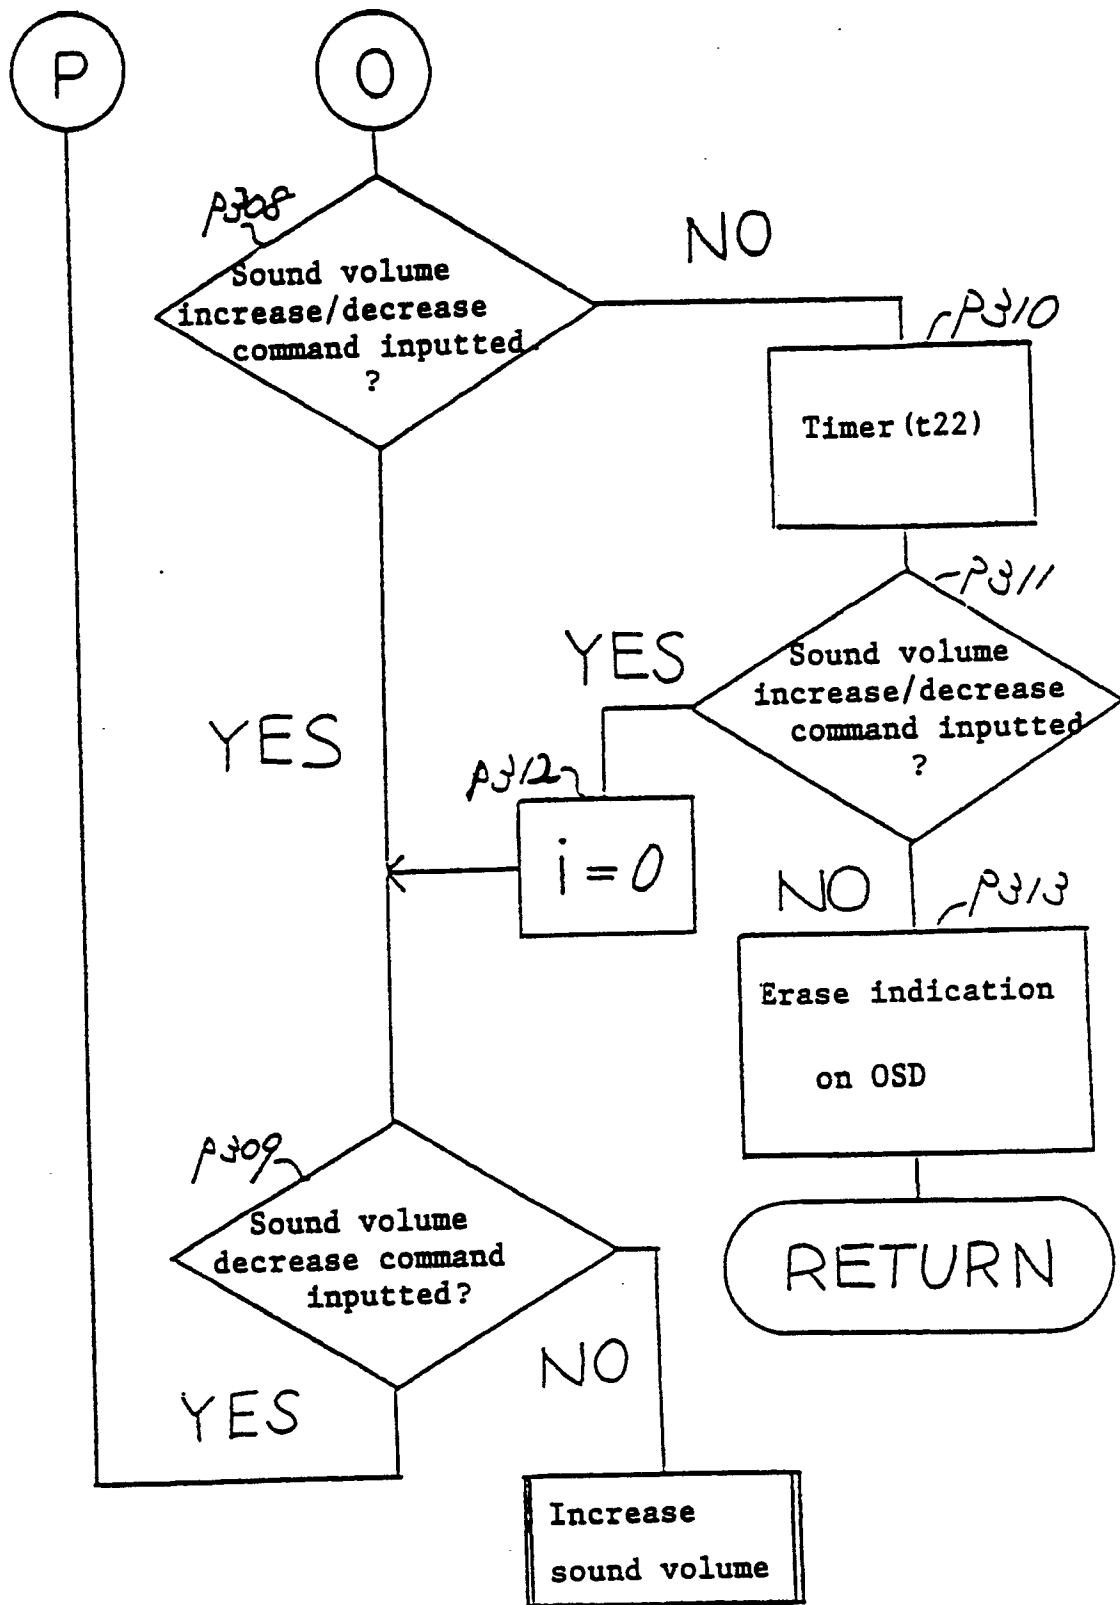 P
O
P308
Sound volume
increase/decrease
command inputted
?
NO
P310
Timer(t22)
P311
Sound volume
increase/decrease
command inputted
?
YES
YES
P312
i=0
NO
P313
Erase indication
on OSD
P309
Sound volume
decrease command
inputted?
RETURN
NO
YES
Increase
sound volume